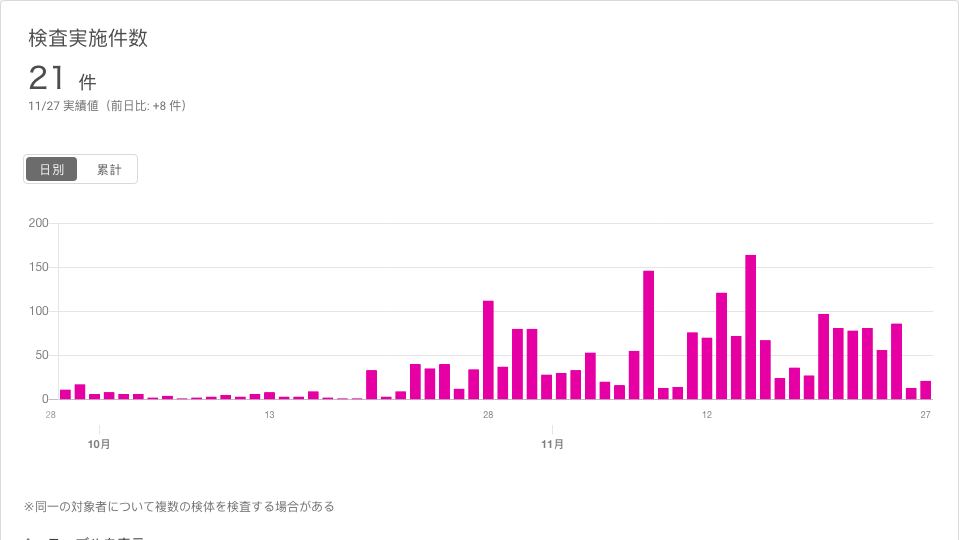 検査実施件数
21 件
11/27 実績値（前日比: +8 件）
日別 累計
200
150
100
50
0
28 13 28 12 27
10月 11月
※同一の対象者について複数の検体を検査する場合がある